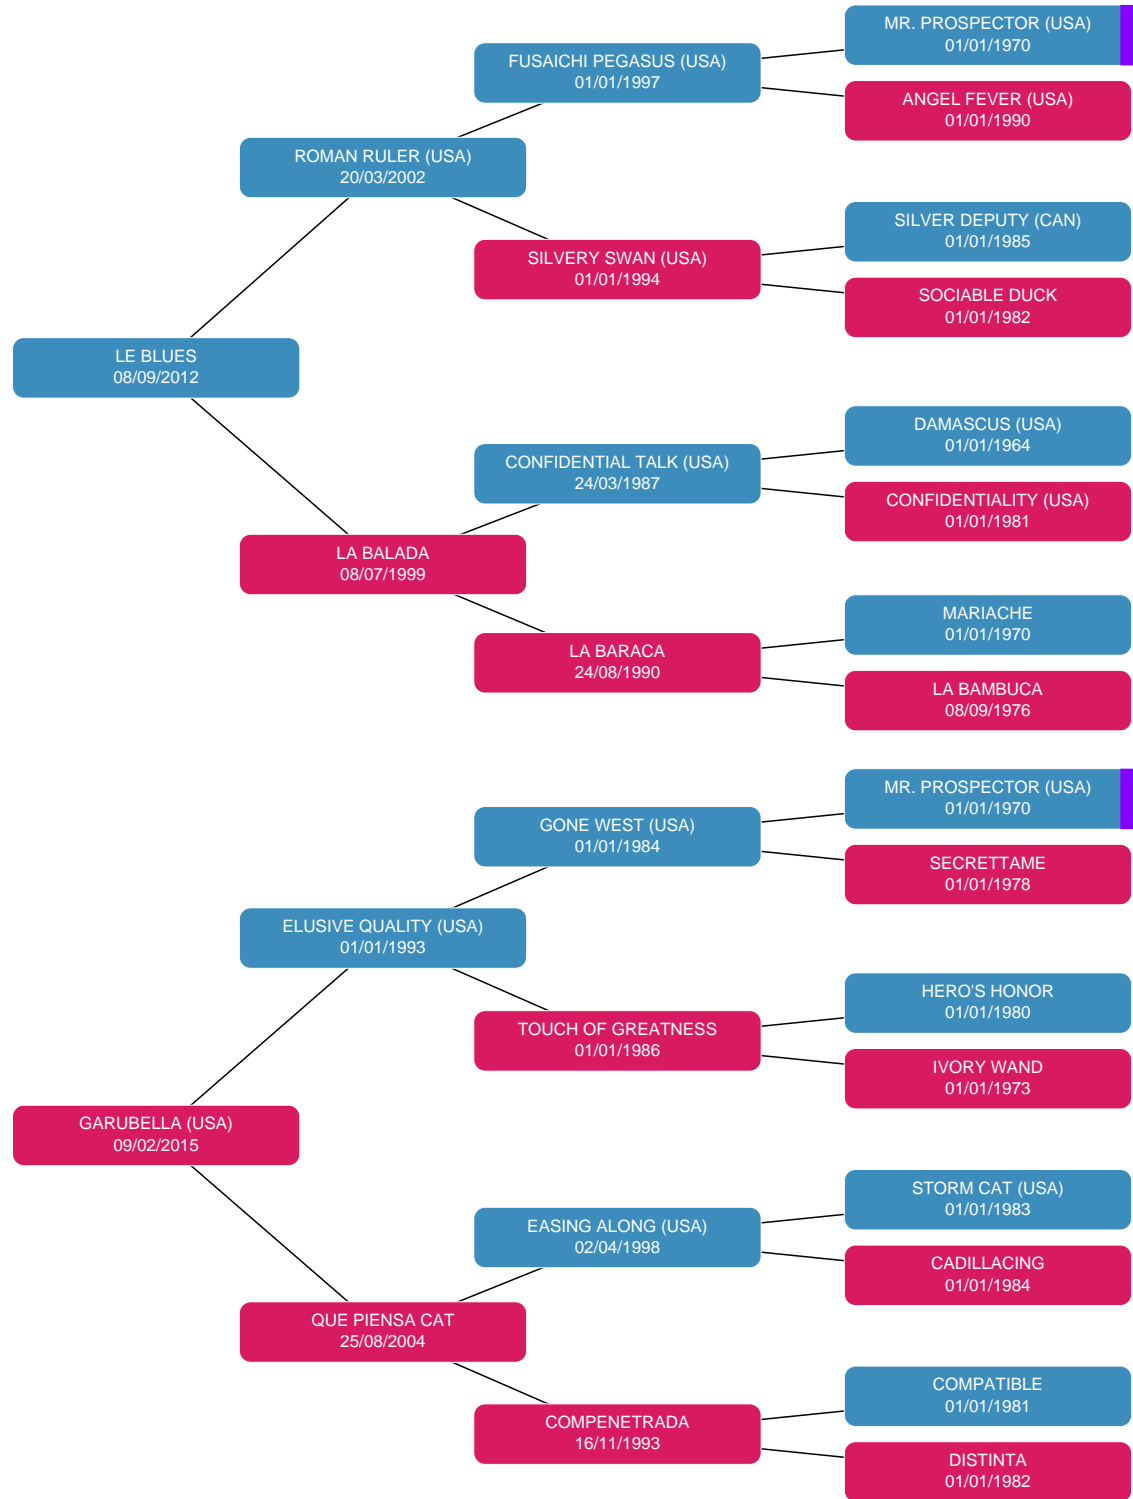 MR. PROSPECTOR (USA)
01/01/1970
FUSAICHI PEGASUS (USA)
01/01/1997
ANGEL FEVER (USA)
01/01/1990
ROMAN RULER (USA)
20/03/2002
SILVER DEPUTY (CAN)
01/01/1985
SILVERY SWAN (USA)
01/01/1994
SOCIABLE DUCK
01/01/1982
LE BLUES
08/09/2012
DAMASCUS (USA)
01/01/1964
CONFIDENTIAL TALK (USA)
24/03/1987
CONFIDENTIALITY (USA)
01/01/1981
LA BALADA
08/07/1999
MARIACHE
01/01/1970
LA BARACA
24/08/1990
LA BAMBUCA
08/09/1976
MR. PROSPECTOR (USA)
01/01/1970
GONE WEST (USA)
01/01/1984
SECRETTAME
01/01/1978
ELUSIVE QUALITY (USA)
01/01/1993
HERO'S HONOR
01/01/1980
TOUCH OF GREATNESS
01/01/1986
IVORY WAND
01/01/1973
GARUBELLA (USA)
09/02/2015
STORM CAT (USA)
01/01/1983
EASING ALONG (USA)
02/04/1998
CADILLACING
01/01/1984
QUE PIENSA CAT
25/08/2004
COMPATIBLE
01/01/1981
COMPENETRADA
16/11/1993
DISTINTA
01/01/1982